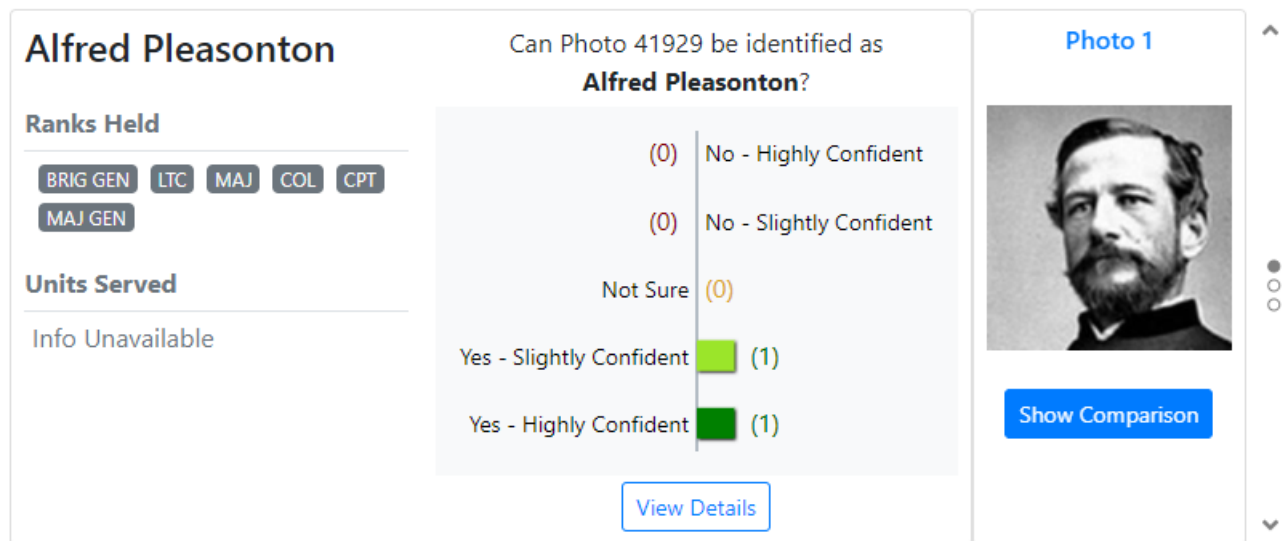 Alfred Pleasonton
Ranks Held
BRIG GEN LTC MAJ COL CPT
MAJ GEN
Units Served
Info Unavailable
Can Photo 41929 be identified as
Alfred Pleasonton?
(0) No - Highly Confident
(0) No - Slightly Confident
Not Sure (0)
Yes - Slightly Confident (1)
Yes - Highly Confident (1)
View Details
Photo 1
Show Comparison